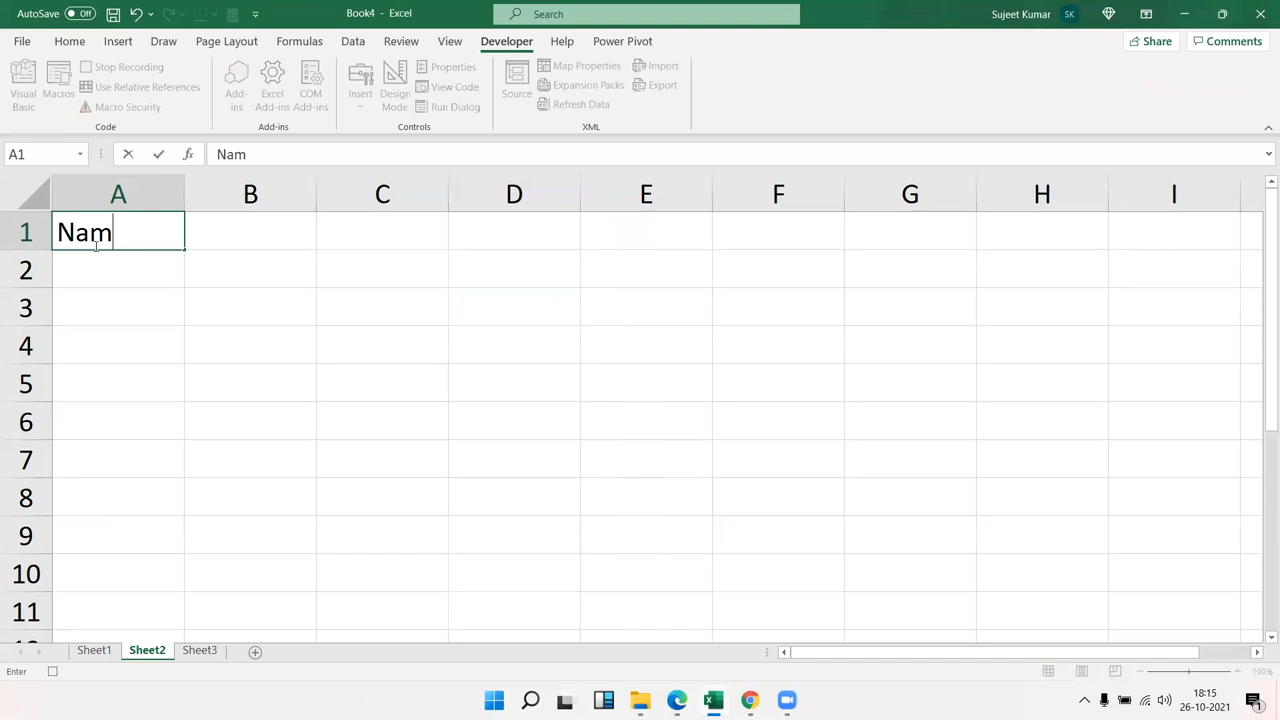 AutoSave Off Book4 - Excel Search Sujeet Kumar SK
File Home Insert Draw Page Layout Formulas Data Review View Developer Help Power Pivot Share Comments
Visual Basic
Macros
Stop Recording
Use Relative References
Macro Security
Code
Add-ins
Excel Add-ins
COM Add-ins
Add-ins
Insert
Design Mode
Properties
View Code
Run Dialog
Controls
Source
Map Properties
Expansion Packs
Refresh Data
Import
Export
XML
A1 fx Nam
A B C D E F G H I
1 Nam
2
3
4
5
6
7
8
9
10
11
Sheet1 Sheet2 Sheet3
Enter 190%
18:15
26-10-2021
1